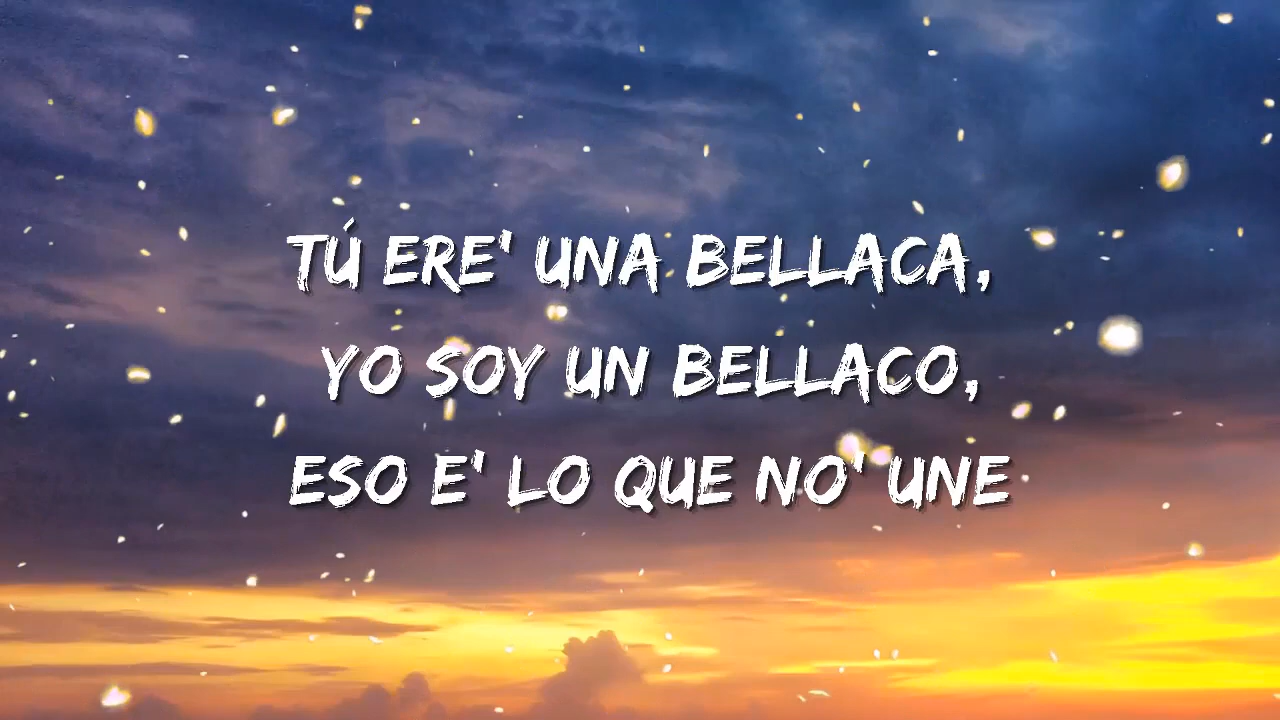 TÚ ERE' UNA BELLACA,
YO SOY UN BELLACO,
ESO E' LO QUE NO' UNE